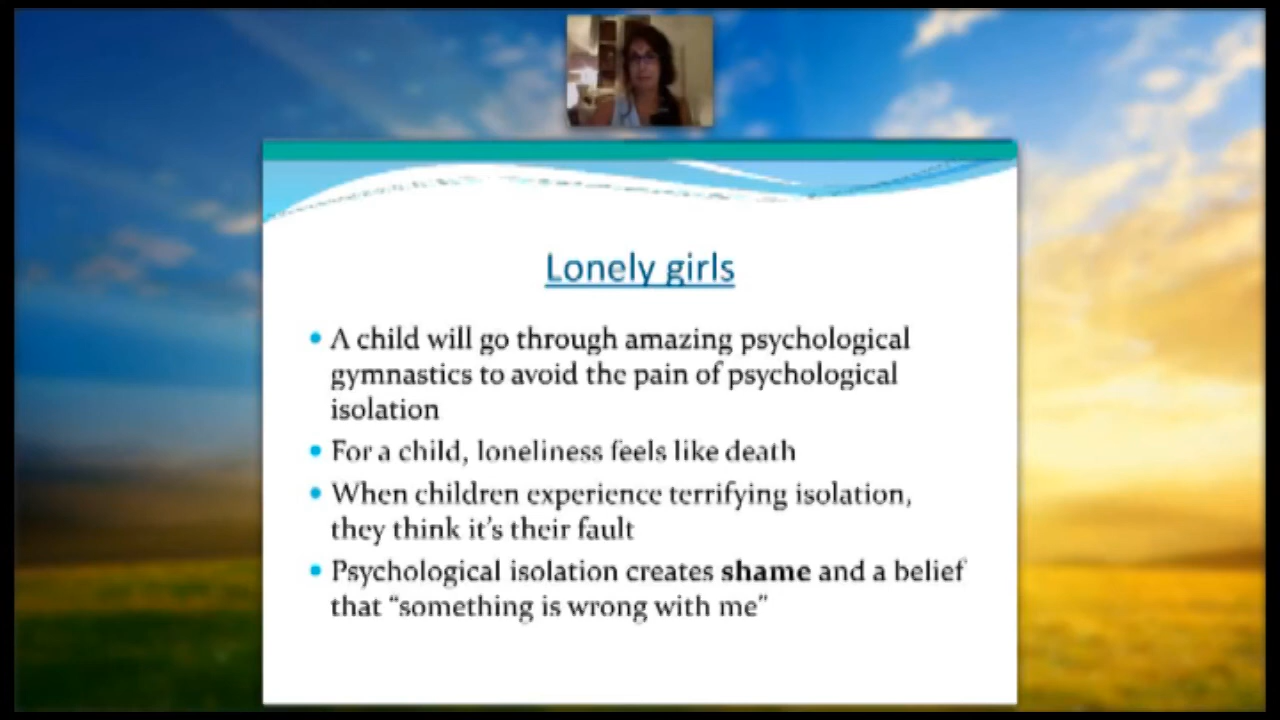 Lonely girls
• A child will go through amazing psychological
gymnastics to avoid the pain of psychological
isolation
• For a child, loneliness feels like death
• When children experience terrifying isolation,
they think it's their fault
• Psychological isolation creates shame and a belief
that “something is wrong with me”